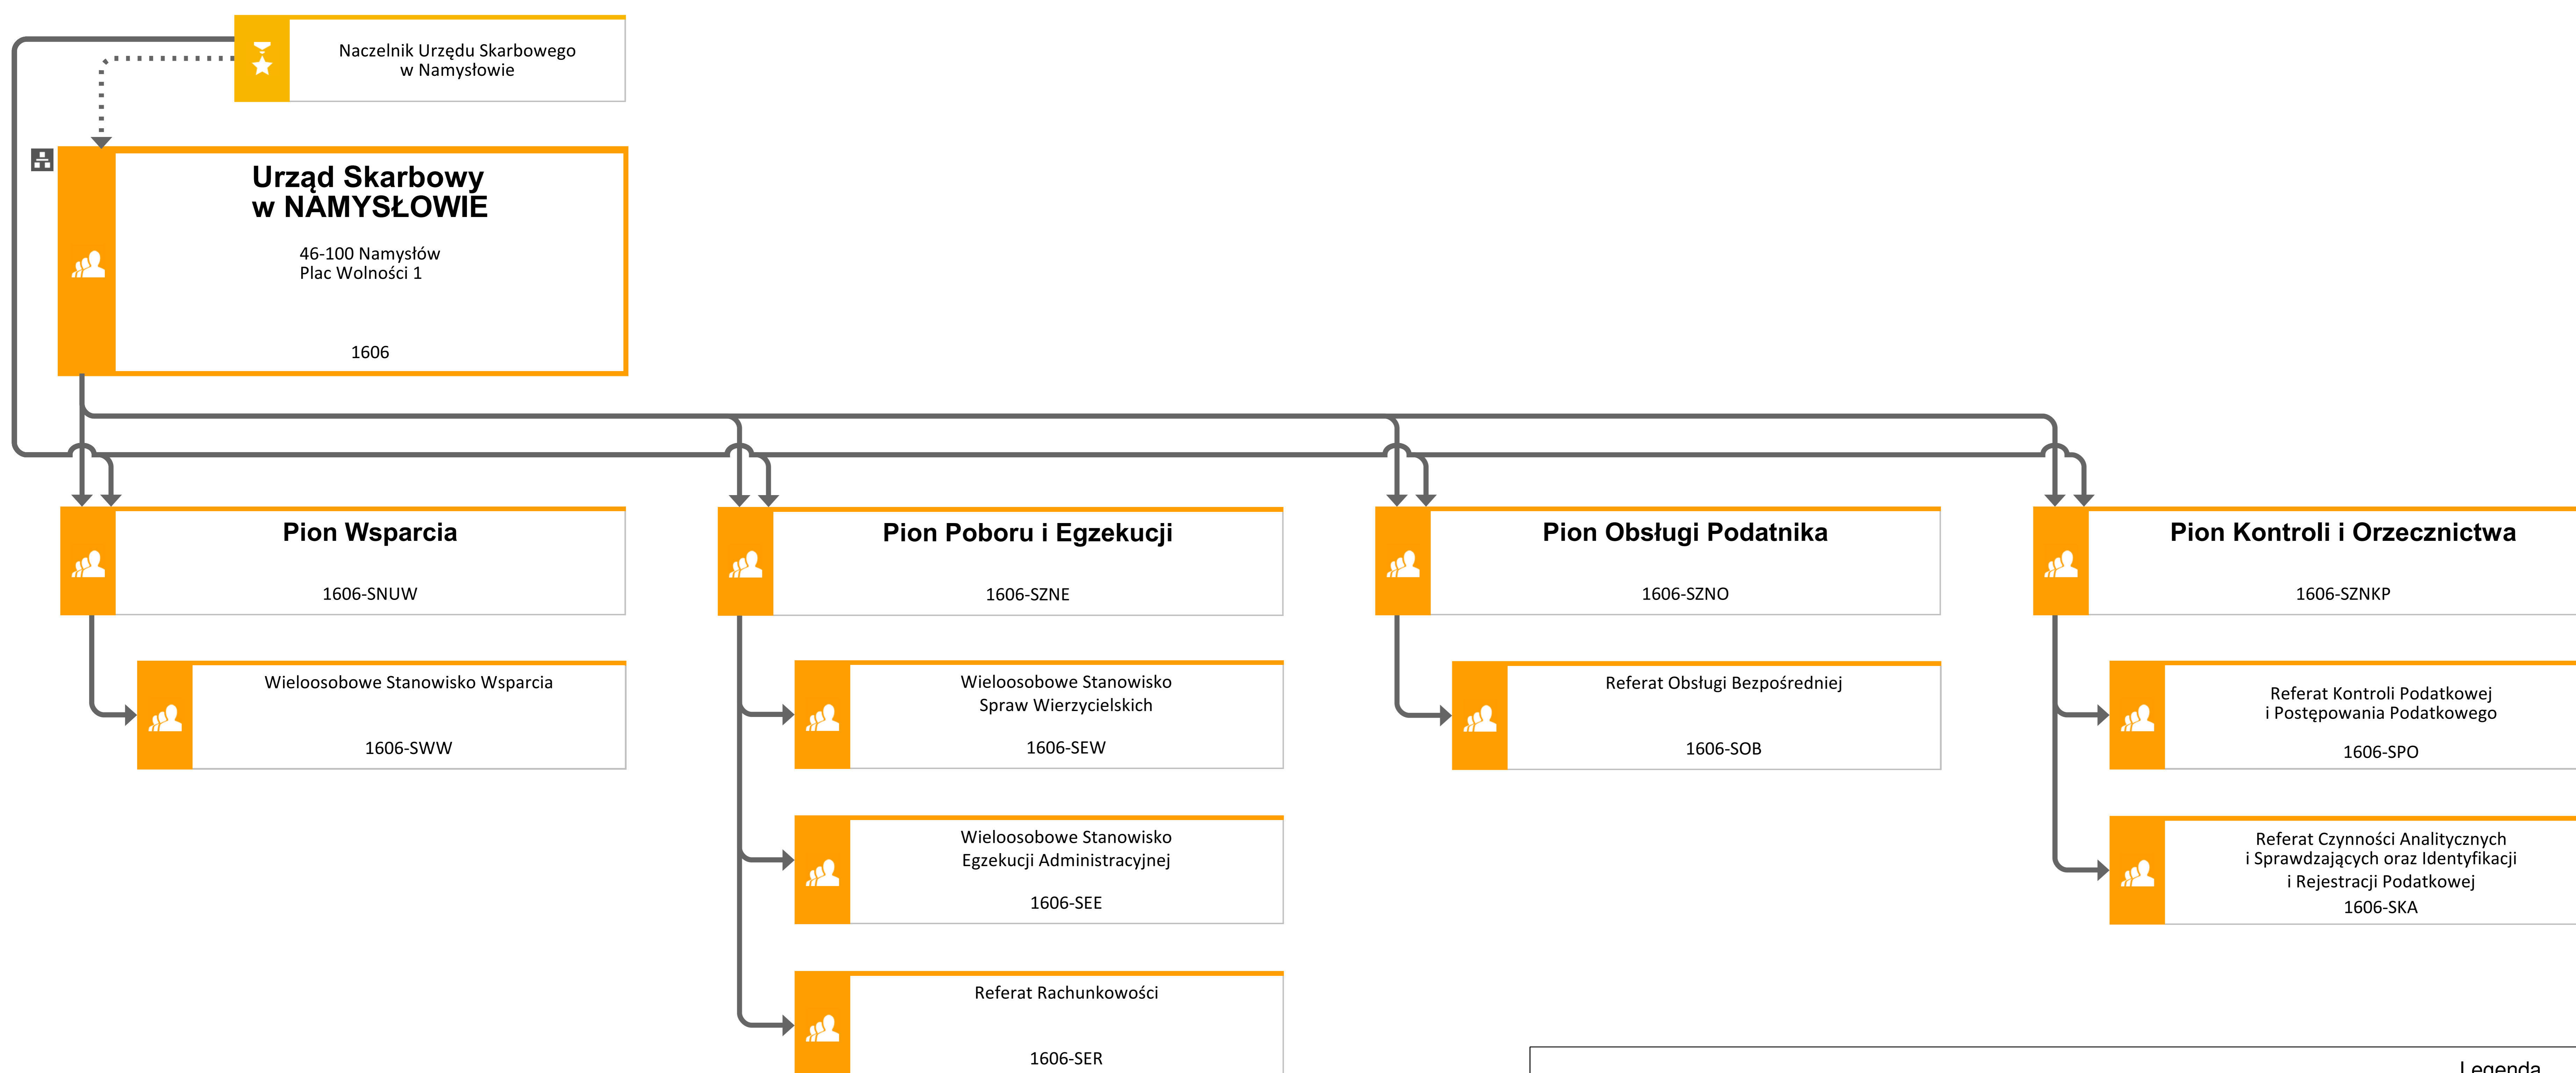 Naczelnik Urzędu Skarbowego
w Namysłowie
Urząd Skarbowy
w NAMYSŁOWIE
46-100 Namysłów
Plac Wolności 1
1606
Pion Wsparcia
1606-SNUW
Wieloosobowe Stanowisko Wsparcia
1606-SWW
Pion Poboru i Egzekucji
1606-SZNE
Wieloosobowe Stanowisko
Spraw Wierzycielskich
1606-SEW
Wieloosobowe Stanowisko
Egzekucji Administracyjnej
1606-SEE
Referat Rachunkowości
1606-SER
Pion Obsługi Podatnika
1606-SZNO
Referat Obsługi Bezpośredniej
1606-SOB
Pion Kontroli i Orzecznictwa
1606-SZNKP
Referat Kontroli Podatkowej
i Postępowania Podatkowego
1606-SPO
Referat Czynności Analitycznych
i Sprawdzających oraz Identyfikacji
i Rejestracji Podatkowej
1606-SKA
Legenda